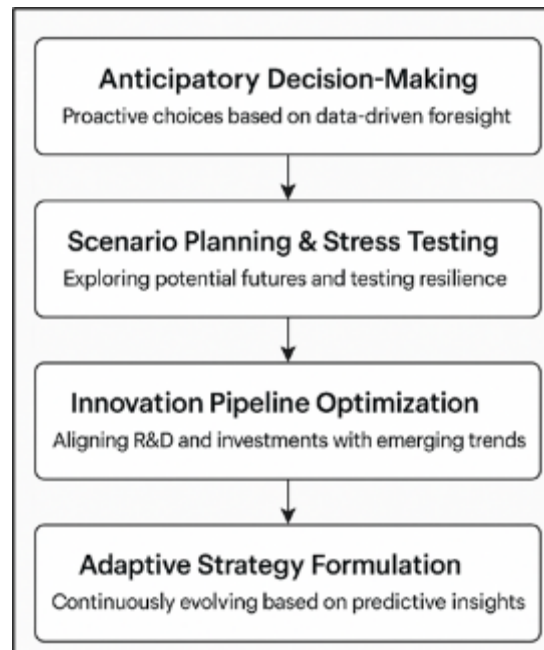 Anticipatory Decision-Making
Proactive choices based on data-driven foresight
Scenario Planning & Stress Testing
Exploring potential futures and testing resilience
Innovation Pipeline Optimization
Aligning R&D and investments with emerging trends
Adaptive Strategy Formulation
Continuously evolving based on predictive insights